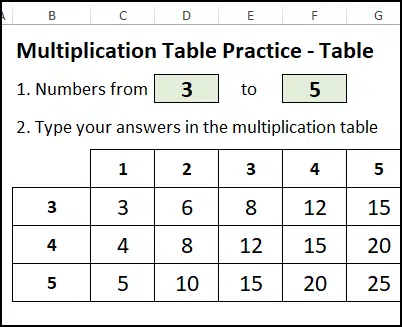 A B C D E F G
Multiplication Table Practice - Table
1. Numbers from 3 to 5
2. Type your answers in the multiplication table
1 2 3 4 5
3 3 6 8 12 15
4 4 8 12 15 20
5 5 10 15 20 25